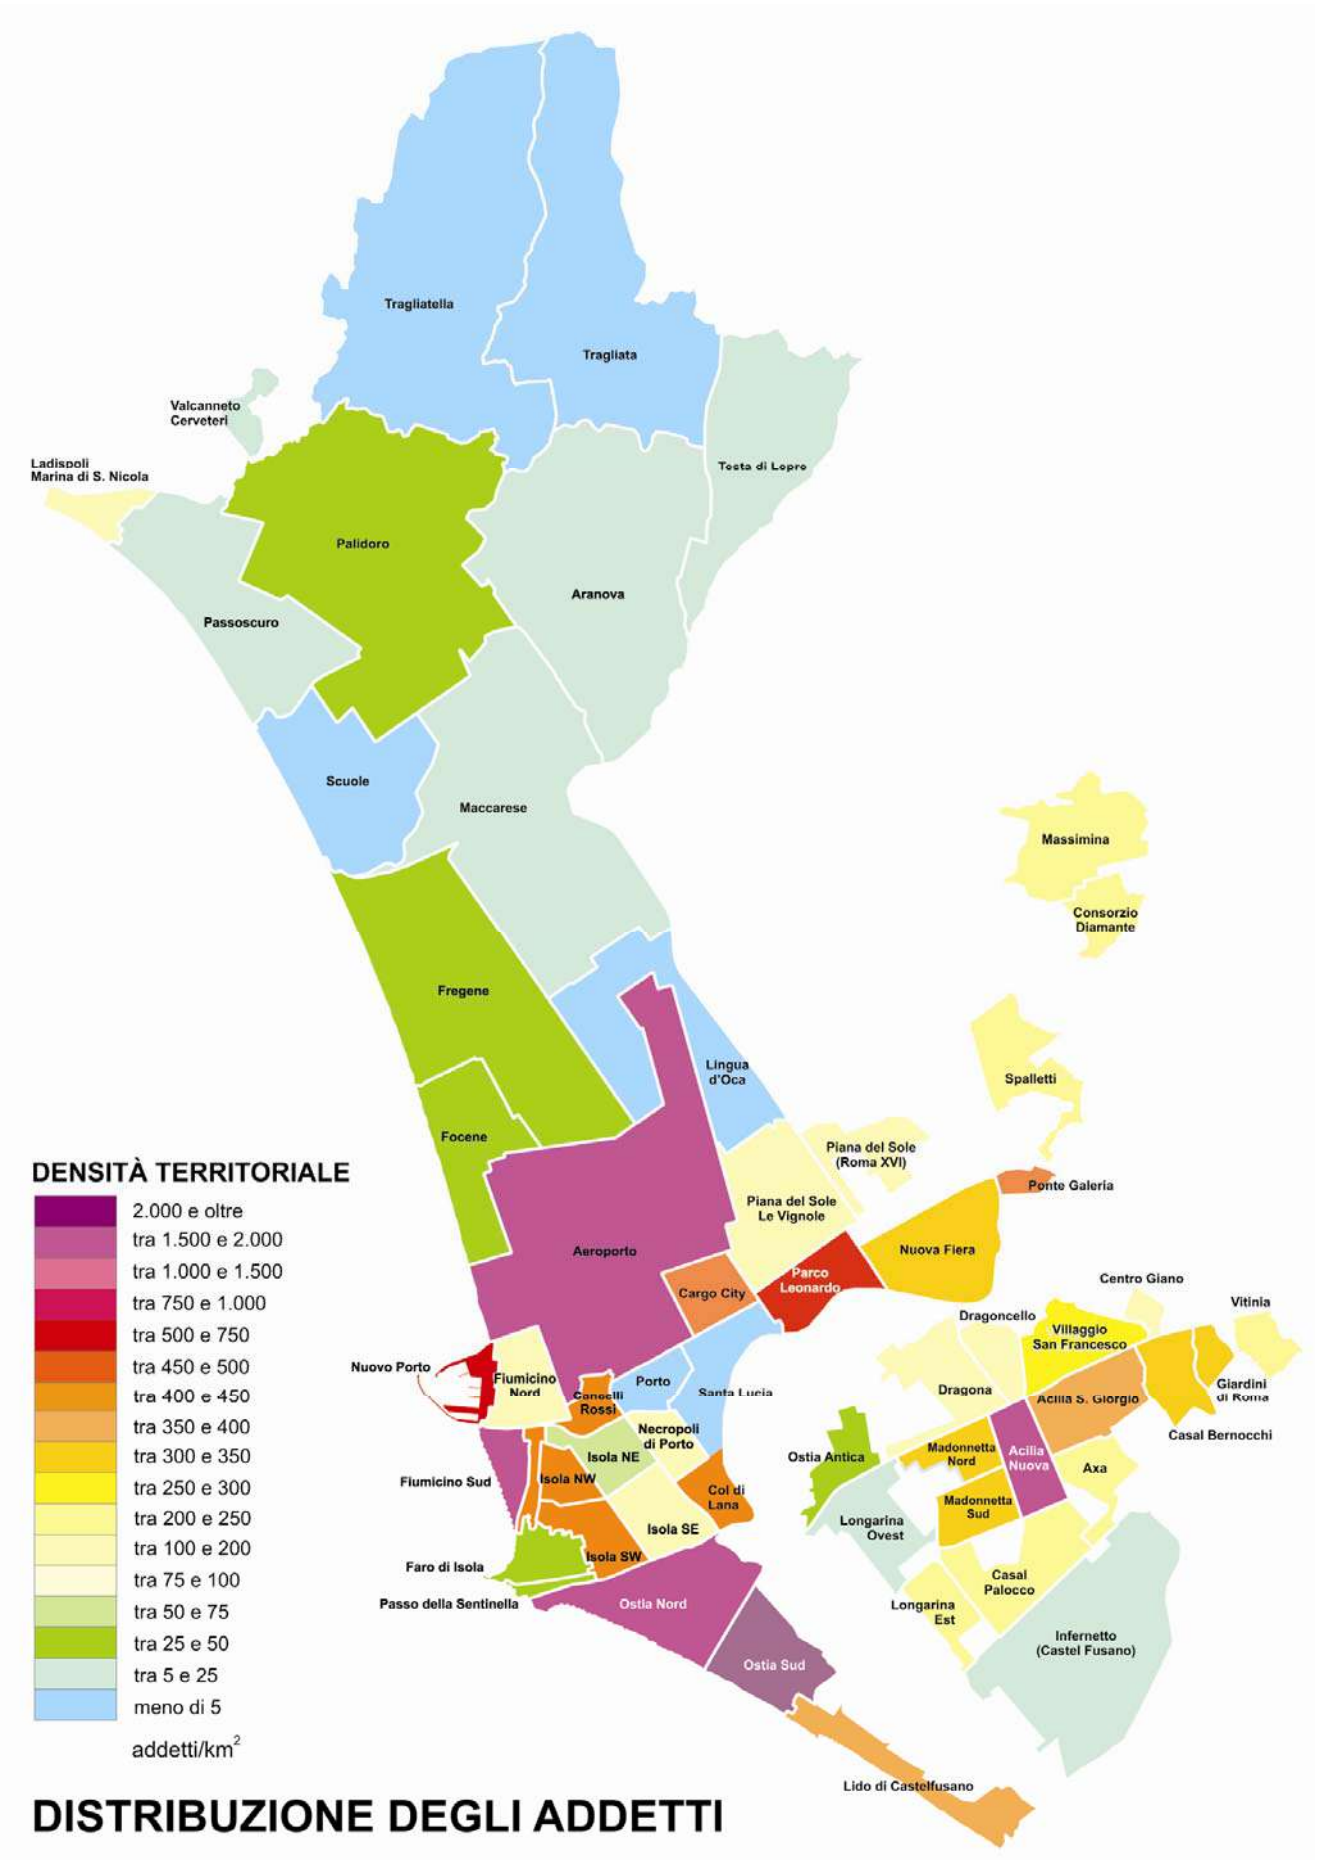 Tragliatella
Tragliata
Valcanneto
Cerveteri
Ladispoli
Marina di S. Nicola
Testa di Lepre
Palidoro
Aranova
Passoscuro
Scuole
Maccarese
Massimina
Consorzio
Diamante
Fregene
Lingua
d'Oca
Spalletti
Focene
Piana del Sole
(Roma XVI)
Ponte Galeria
Piana del Sole
Le Vignole
Aeroporto
Nuova Fiera
Parco
Leonardo
Cargo City
Centro Giano
Vitinia
Dragoncello
Villaggio
San Francesco
Nuovo Porto
Fiumicino
Nord
Cancelli
Rossi
Porto
Santa Lucia
Dragona
Acilia S. Giorgio
Giardini
di Roma
Casal Bernocchi
Necropoli
di Porto
Isola NE
Ostia Antica
Madonnetta
Nord
Acilia
Nuova
Axa
Fiumicino Sud
Isola NW
Col di
Lana
Madonnetta
Sud
Longarina
Ovest
Isola SE
Isola SW
Faro di Isola
Casal
Palocco
Passo della Sentinella
Ostia Nord
Longarina
Est
Infernetto
(Castel Fusano)
Ostia Sud
Lido di Castelfusano
DENSITÀ TERRITORIALE
2.000 e oltre
tra 1.500 e 2.000
tra 1.000 e 1.500
tra 750 e 1.000
tra 500 e 750
tra 450 e 500
tra 400 e 450
tra 350 e 400
tra 300 e 350
tra 250 e 300
tra 200 e 250
tra 100 e 200
tra 75 e 100
tra 50 e 75
tra 25 e 50
tra 5 e 25
meno di 5
addetti/km²
DISTRIBUZIONE DEGLI ADDETTI